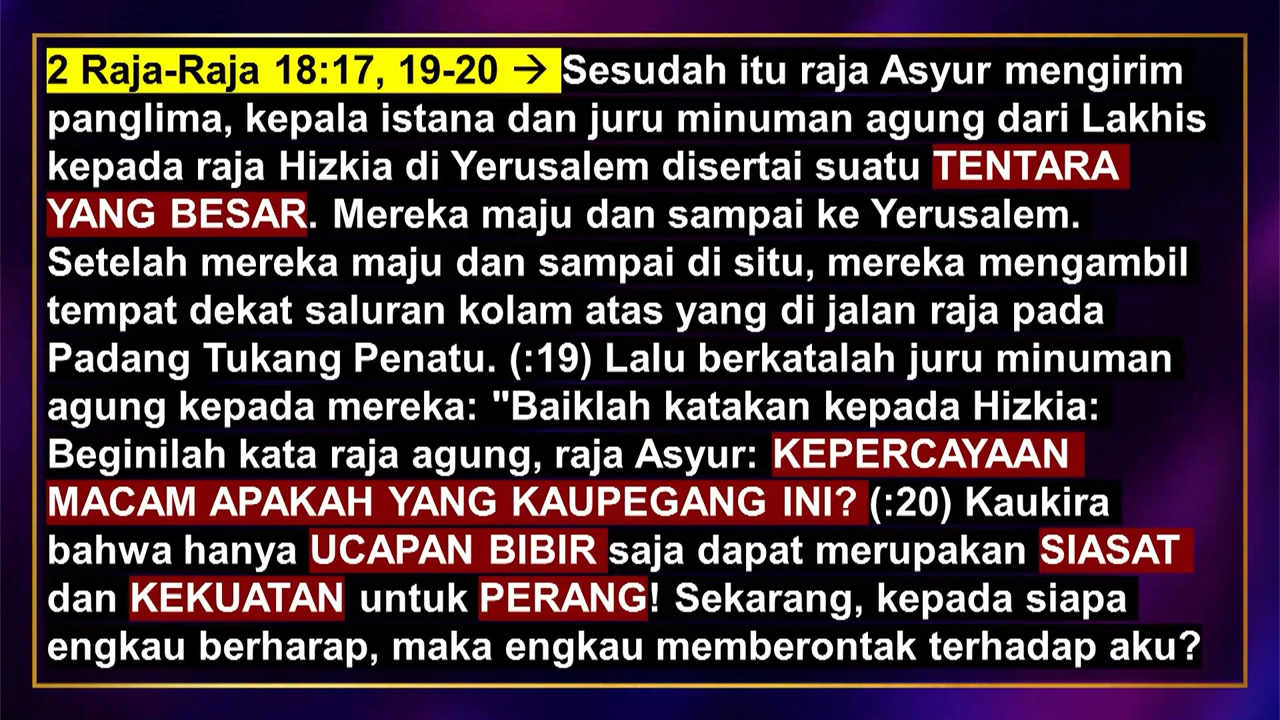 2 Raja-Raja 18:17, 19-20 → Sesudah itu raja Asyur mengirim
panglima, kepala istana dan juru minuman agung dari Lakhis
kepada raja Hizkia di Yerusalem disertai suatu TENTARA
YANG BESAR. Mereka maju dan sampai ke Yerusalem.
Setelah mereka maju dan sampai di situ, mereka mengambil
tempat dekat saluran kolam atas yang di jalan raja pada
Padang Tukang Penatu. (:19) Lalu berkatalah juru minuman
agung kepada mereka: "Baiklah katakan kepada Hizkia:
Beginilah kata raja agung, raja Asyur: KEPERCAYAAN
MACAM APAKAH YANG KAUPEGANG INI? (:20) Kaukira
bahwa hanya UCAPAN BIBIR saja dapat merupakan SIASAT
dan KEKUATAN untuk PERANG! Sekarang, kepada siapa
engkau berharap, maka engkau memberontak terhadap aku?